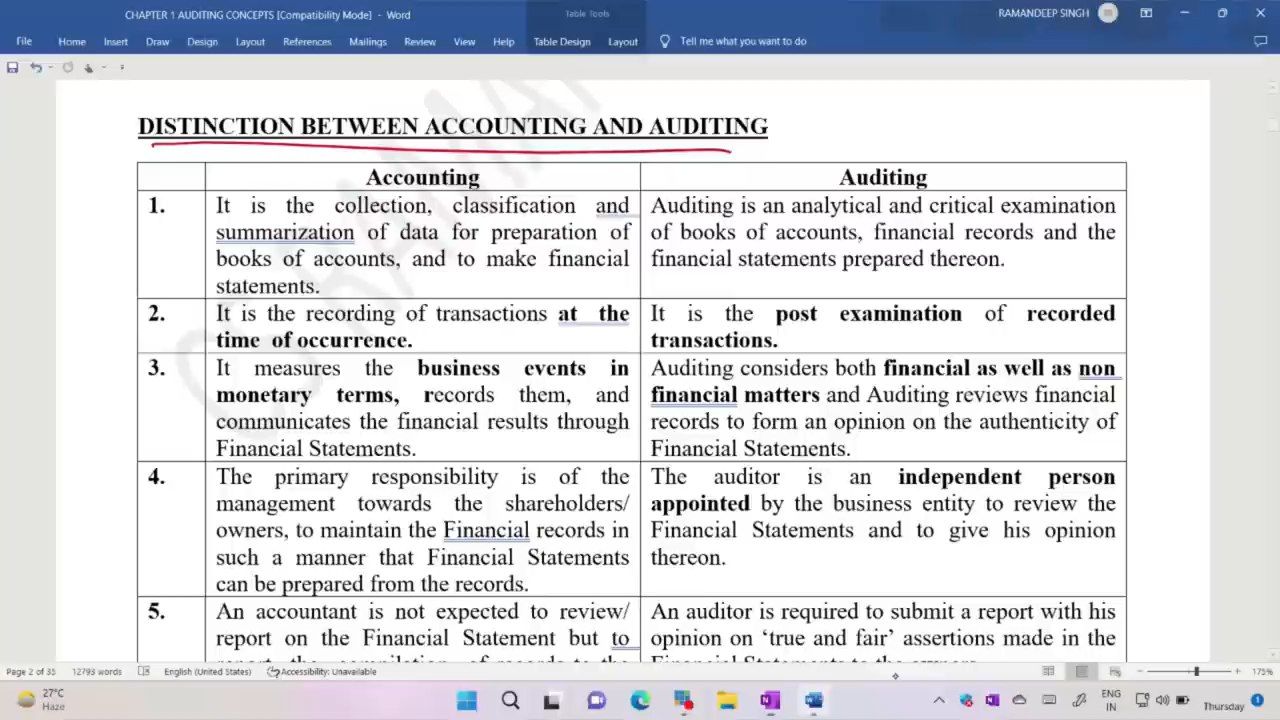 CHAPTER 1 AUDITING CONCEPTS [Compatibility Mode] - Word
Table Tools
RAMANDEEP SINGH
File Home Insert Draw Design Layout References Mailings Review View Help Table Design Layout Tell me what you want to do
DISTINCTION BETWEEN ACCOUNTING AND AUDITING
Accounting Auditing
1.
It is the collection, classification and
summarization of data for preparation of
books of accounts, and to make financial
statements.
Auditing is an analytical and critical examination
of books of accounts, financial records and the
financial statements prepared thereon.
2.
It is the recording of transactions at the
time of occurrence.
It is the post examination of recorded
transactions.
3.
It measures the business events in
monetary terms, records them, and
communicates the financial results through
Financial Statements.
Auditing considers both financial as well as non
financial matters and Auditing reviews financial
records to form an opinion on the authenticity of
Financial Statements.
4.
The primary responsibility is of the
management towards the shareholders/
owners, to maintain the Financial records in
such a manner that Financial Statements
can be prepared from the records.
The auditor is an independent person
appointed by the business entity to review the
Financial Statements and to give his opinion
thereon.
5.
An accountant is not expected to review/
report on the Financial Statement but to
An auditor is required to submit a report with his
opinion on ‘true and fair’ assertions made in the
Page 2 of 35 12793 words English (United States) Accessibility: Unavailable 175%
27°C
Haze
ENG
IN
Thursday